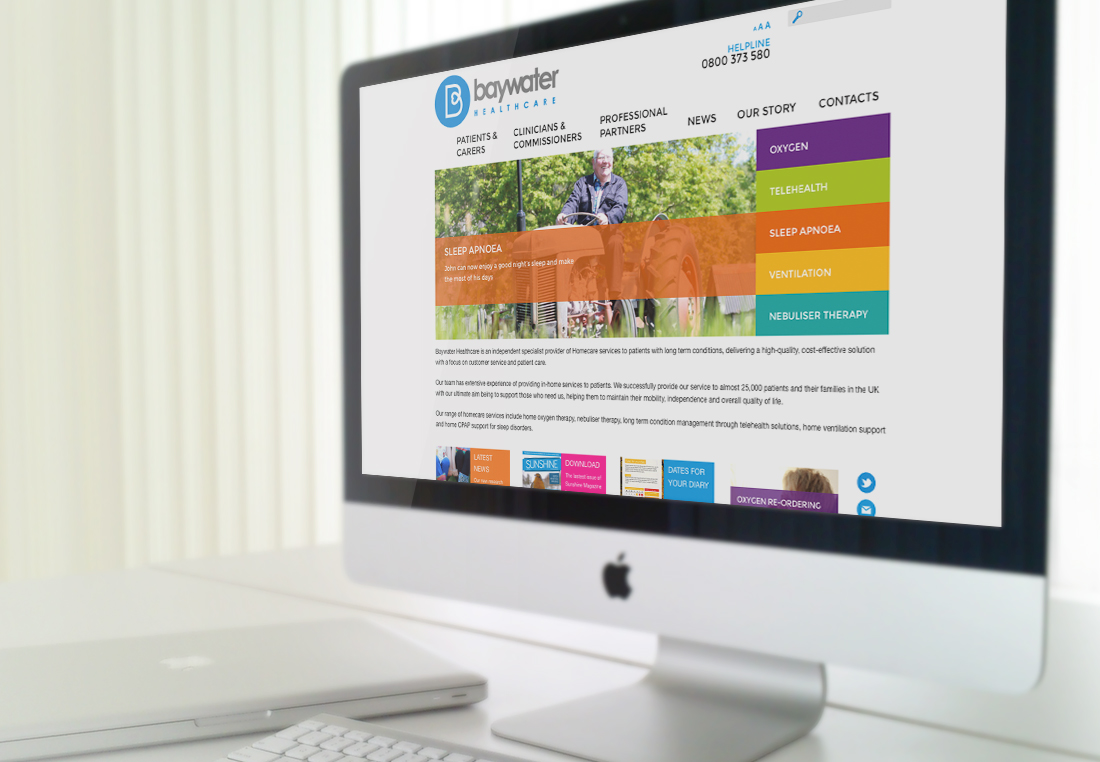 A A A
HELPLINE
0800 373 580
baywater
HEALTHCARE
PATIENTS &
CARERS
CLINICIANS &
COMMISSIONERS
PROFESSIONAL
PARTNERS
NEWS
OUR STORY
CONTACTS
SLEEP APNOEA
John can now enjoy a good night's sleep and make
the most of his days
OXYGEN
TELEHEALTH
SLEEP APNOEA
VENTILATION
NEBULISER THERAPY
Baywater Healthcare is an independent specialist provider of Homecare services to patients with long term conditions, delivering a high-quality, cost-effective solution
with a focus on customer service and patient care.
Our team has extensive experience of providing in-home services to patients. We successfully provide our service to almost 25,000 patients and their families in the UK
with our ultimate aim being to support those who need us, helping them to maintain their mobility, independence and overall quality of life.
Our range of homecare services include home oxygen therapy, nebuliser therapy, long term condition management through telehealth solutions, home ventilation support
and home CPAP support for sleep disorders.
LATEST
NEWS
SUNSHINE
DOWNLOAD
The latest issue of
Sunshine Magazine
DATES FOR
YOUR DIARY
OXYGEN RE-ORDERING